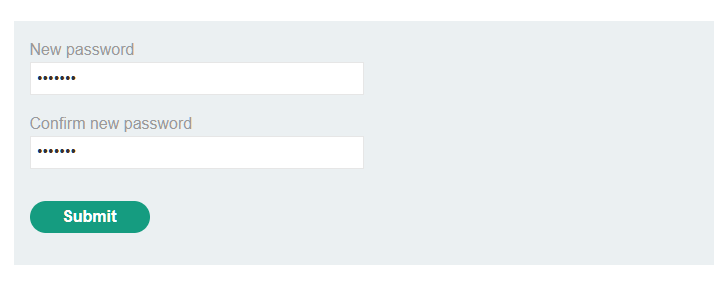 New password
•••••••
Confirm new password
•••••••
Submit